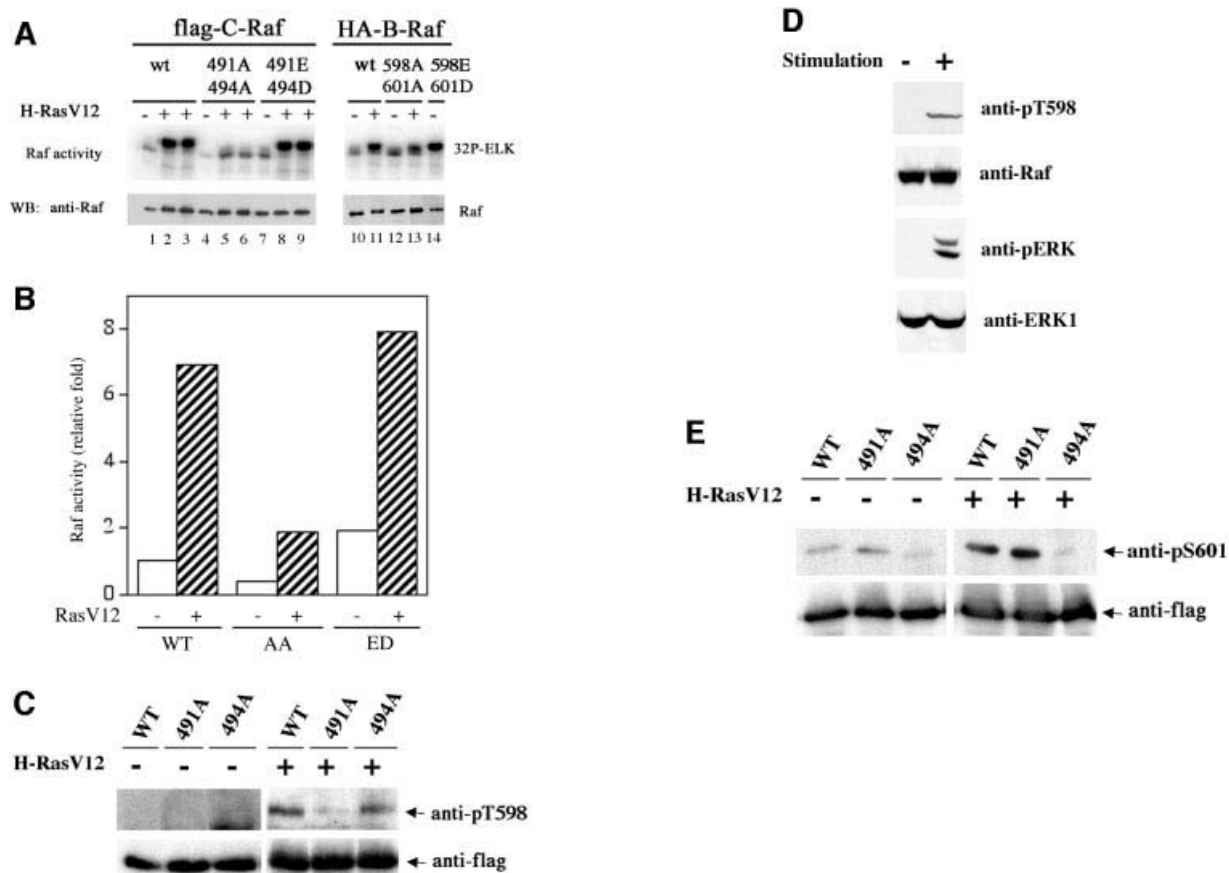 A
flag-C-Raf
HA-B-Raf
wt 491A 491E
494A 494D
wt 598A 598E
601A 601D
H-RasV12 - + + - + + - + + - + - + -
Raf activity
32P-ELK
WB: anti-Raf
Raf
1 2 3 4 5 6 7 8 9 10 11 12 13 14
B
Raf activity (relative fold)
8
6
4
2
0
RasV12 - + - + - +
WT AA ED
C
WT 491A 494A WT 491A 494A
H-RasV12 - - - + + +
anti-pT598
anti-flag
D
Stimulation - +
anti-pT598
anti-Raf
anti-pERK
anti-ERK1
E
WT 491A 494A WT 491A 494A
H-RasV12 - - - + + +
anti-pS601
anti-flag